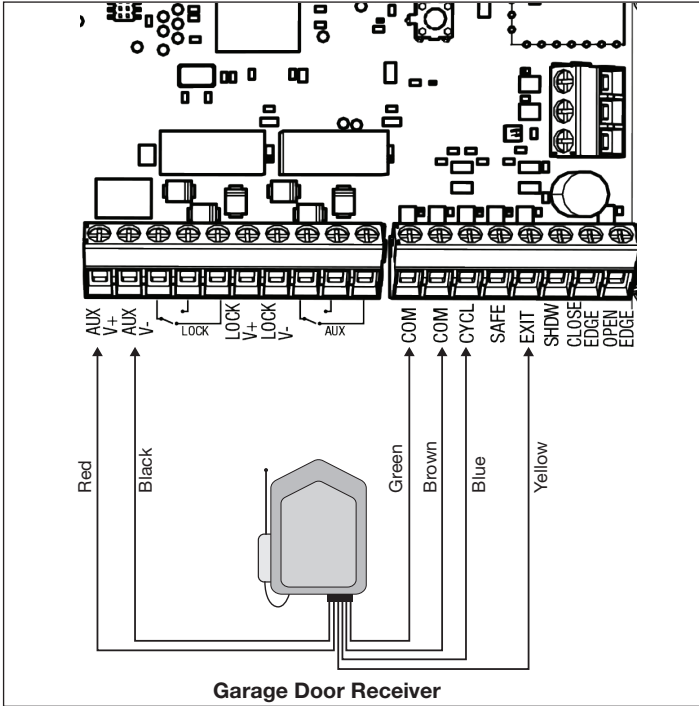 AUX V+
AUX V-
LOCK
LOCK V+
LOCK V-
AUX
COM
COM
CYCL
SAFE
EXIT
SHDW
CLOSE EDGE
OPEN EDGE
Red
Black
Green
Brown
Blue
Yellow
Garage Door Receiver